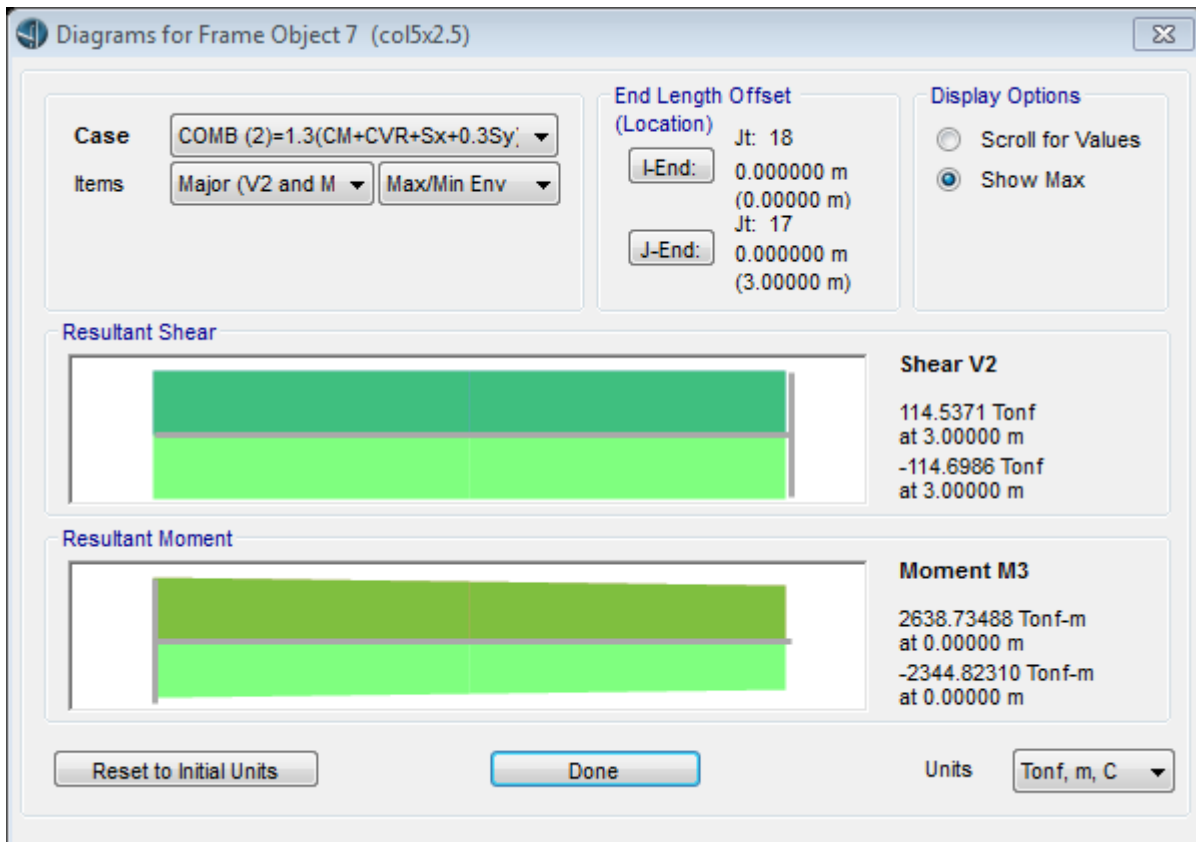 Diagrams for Frame Object 7 (col5x2.5)
Case COMB (2)=1.3(CM+CVR+Sx+0.3Sy)
Items Major (V2 and M Max/Min Env
End Length Offset
(Location)
Jt: 18
I-End: 0.000000 m
(0.00000 m)
Jt: 17
J-End: 0.000000 m
(3.00000 m)
Display Options
Scroll for Values
Show Max
Resultant Shear
Shear V2
114.5371 Tonf
at 3.00000 m
-114.6986 Tonf
at 3.00000 m
Resultant Moment
Moment M3
2638.73488 Tonf-m
at 0.00000 m
-2344.82310 Tonf-m
at 0.00000 m
Reset to Initial Units Done Units Tonf, m, C